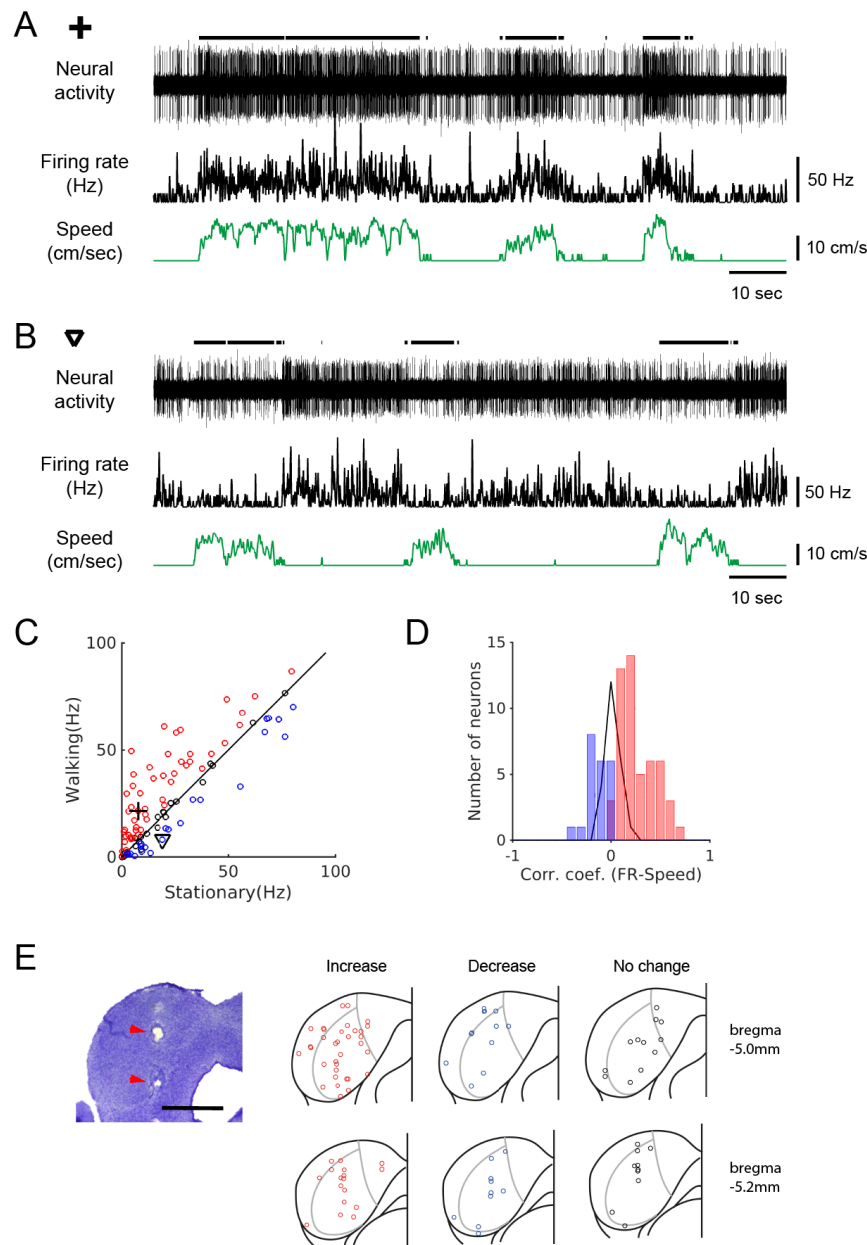 A
Neural
activity
Firing rate
(Hz)
50 Hz
Speed
(cm/sec)
10 cm/s
10 sec
B
Neural
activity
Firing rate
(Hz)
50 Hz
Speed
(cm/sec)
10 cm/s
10 sec
C
100
50
0
Walking(Hz)
0 50 100
Stationary(Hz)
D
15
10
5
0
Number of neurons
-1 0 1
Corr. coef. (FR-Speed)
E
Increase Decrease No change
bregma
-5.0mm
bregma
-5.2mm